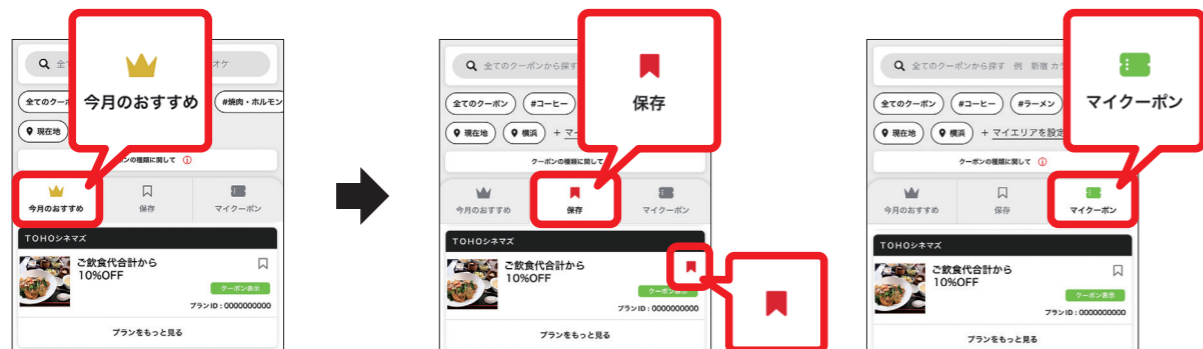 全
オケ
今月のおすすめ
全てのクーポ
#焼肉・ホルモン
現在地
ポンの種類に関して
今月のおすすめ
保存
マイクーポン
TOHOシネマズ
ご飲食代合計から
10%OFF
クーポン表示
プランID：0000000000
プランをもっと見る
全てのクーポンから探す
保存
全てのクーポン
#コーヒー
現在地
横浜
+ マイ
クーポンの種類に関して
今月のおすすめ
保存
マイクーポン
TOHOシネマズ
ご飲食代合計から
10%OFF
クーポン表示
プランID：0000000000
プランをもっと見る
全てのクーポンから探す 例 新宿 カラ
マイクーポン
全てのクーポン
#コーヒー
#ラーメン
現在地
横浜
+ マイエリアを設定
クーポンの種類に関して
今月のおすすめ
保存
マイクーポン
TOHOシネマズ
ご飲食代合計から
10%OFF
クーポン表示
プランID：0000000000
プランをもっと見る